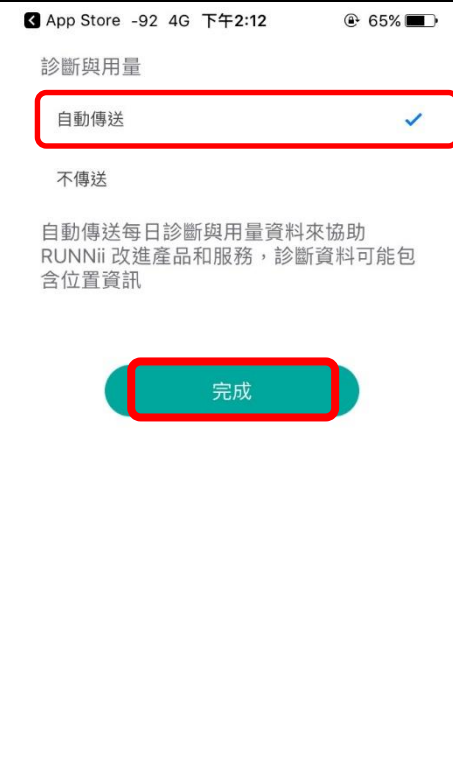 App Store -92 4G 下午2:12 65%
診斷與用量
自動傳送
不傳送
自動傳送每日診斷與用量資料來協助
RUNNii 改進產品和服務，診斷資料可能包
含位置資訊
完成